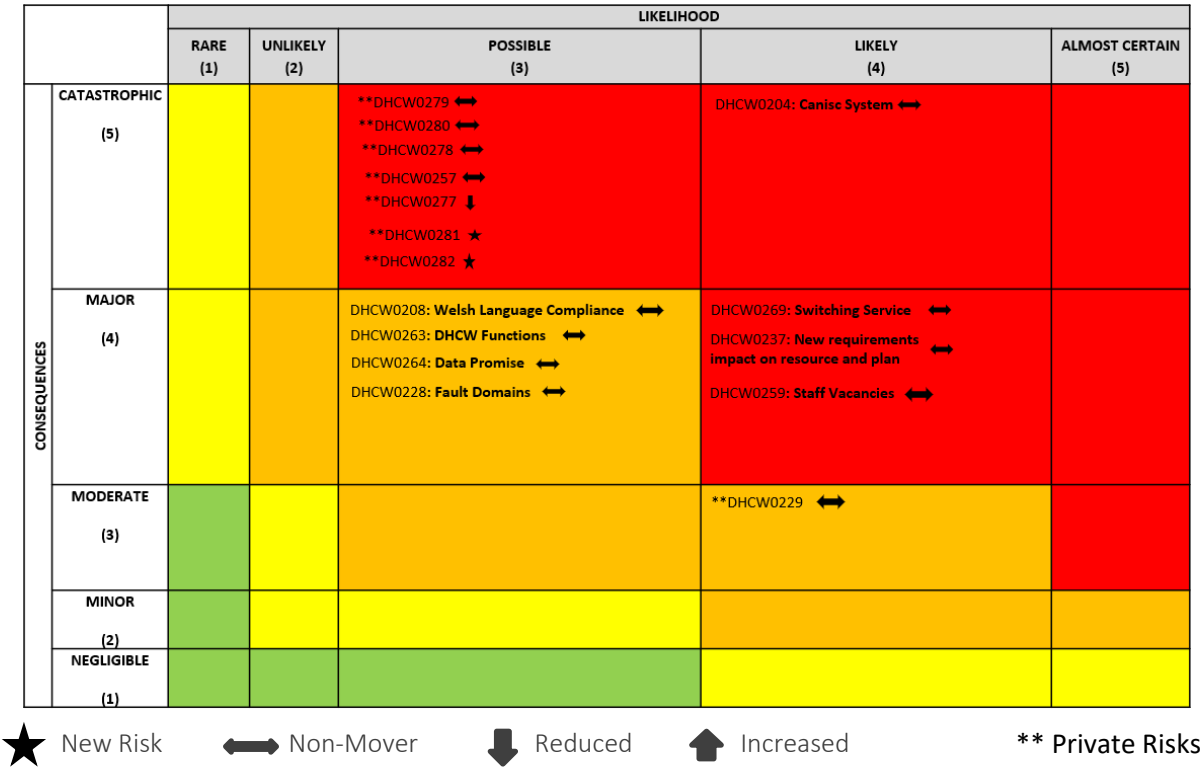 LIKELIHOOD
RARE
(1)
UNLIKELY
(2)
POSSIBLE
(3)
LIKELY
(4)
ALMOST CERTAIN
(5)
CONSEQUENCES
CATASTROPHIC
(5)
**DHCW0279
**DHCW0280
**DHCW0278
**DHCW0257
**DHCW0277
**DHCW0281
**DHCW0282
DHCW0204: Canisc System
MAJOR
(4)
DHCW0208: Welsh Language Compliance
DHCW0263: DHCW Functions
DHCW0264: Data Promise
DHCW0228: Fault Domains
DHCW0269: Switching Service
DHCW0237: New requirements
impact on resource and plan
DHCW0259: Staff Vacancies
MODERATE
(3)
**DHCW0229
MINOR
(2)
NEGLIGIBLE
(1)
New Risk
Non-Mover
Reduced
Increased
** Private Risks